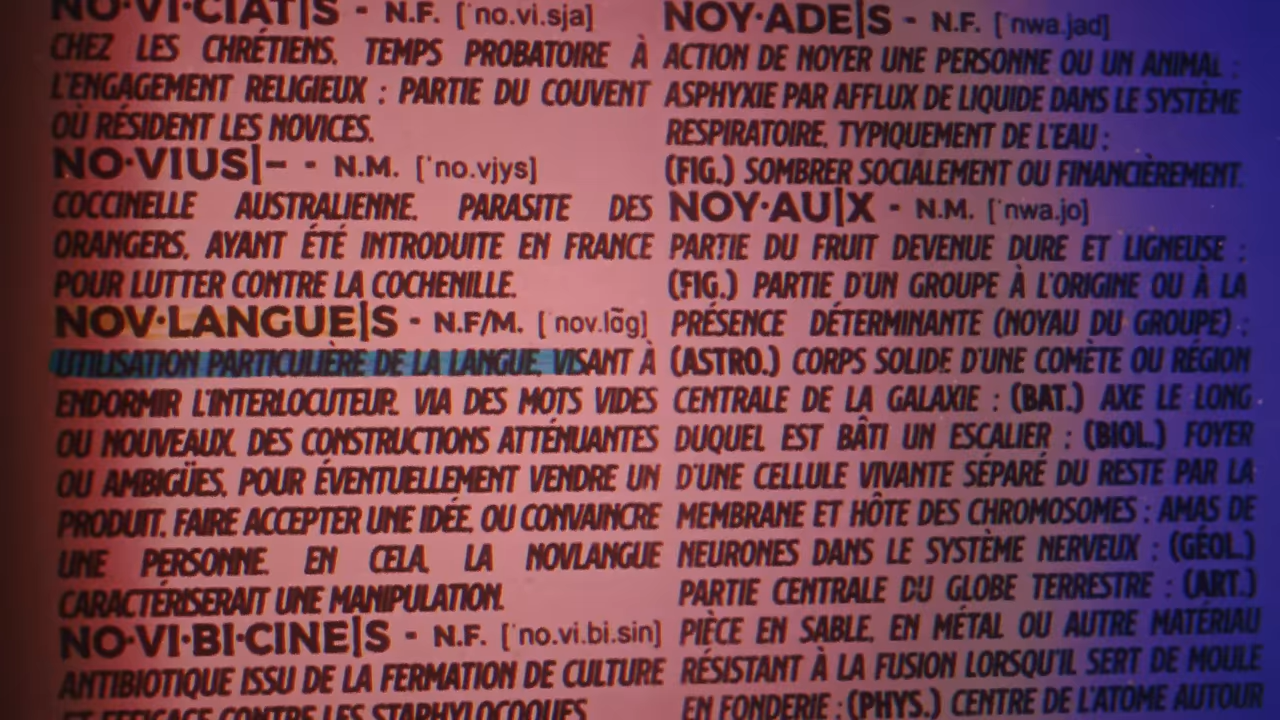 NO·VI·CIAT|S - N.F. [ˈno.vi.sja]
CHEZ LES CHRÉTIENS, TEMPS PROBATOIRE À
L'ENGAGEMENT RELIGIEUX ; PARTIE DU COUVENT
OÙ RÉSIDENT LES NOVICES.
NO·VIUS|– - N.M. [ˈno.vjys]
COCCINELLE AUSTRALIENNE, PARASITE DES
ORANGERS, AYANT ÉTÉ INTRODUITE EN FRANCE
POUR LUTTER CONTRE LA COCHENILLE.
NOV·LANGUE|S - N.F/M. [ˈnov.lõg]
UTILISATION PARTICULIÈRE DE LA LANGUE, VISANT À
ENDORMIR L'INTERLOCUTEUR, VIA DES MOTS VIDES
OU NOUVEAUX, DES CONSTRUCTIONS ATTÉNUANTES
OU AMBIGÜES, POUR ÉVENTUELLEMENT VENDRE UN
PRODUIT, FAIRE ACCEPTER UNE IDÉE, OU CONVAINCRE
UNE PERSONNE. EN CELA, LA NOVLANGUE
CARACTÉRISERAIT UNE MANIPULATION.
NO·VI·BI·CINE|S - N.F. [ˈno.vi.bi.sin]
ANTIBIOTIQUE ISSU DE LA FERMATION DE CULTURE
ET EFFICACE CONTRE LES STAPHYLOCOQUES
NOY·ADE|S - N.F. [ˈnwa.jad]
ACTION DE NOYER UNE PERSONNE OU UN ANIMAL ;
ASPHYXIE PAR AFFLUX DE LIQUIDE DANS LE SYSTÈME
RESPIRATOIRE, TYPIQUEMENT DE L'EAU ;
(FIG.) SOMBRER SOCIALEMENT OU FINANCIÈREMENT.
NOY·AU|X - N.M. [ˈnwa.jo]
PARTIE DU FRUIT DEVENUE DURE ET LIGNEUSE ;
(FIG.) PARTIE D'UN GROUPE À L'ORIGINE OU À LA
PRÉSENCE DÉTERMINANTE (NOYAU DU GROUPE) ;
(ASTRO.) CORPS SOLIDE D'UNE COMÈTE OU RÉGION
CENTRALE DE LA GALAXIE ; (BAT.) AXE LE LONG
DUQUEL EST BÂTI UN ESCALIER ; (BIOL.) FOYER
D'UNE CELLULE VIVANTE SÉPARÉ DU RESTE PAR LA
MEMBRANE ET HÔTE DES CHROMOSOMES ; AMAS DE
NEURONES DANS LE SYSTÈME NERVEUX ; (GÉOL.)
PARTIE CENTRALE DU GLOBE TERRESTRE ; (ART.)
PIÈCE EN SABLE, EN MÉTAL OU AUTRE MATÉRIAU
RÉSISTANT À LA FUSION LORSQU'IL SERT DE MOULE
EN FONDERIE ; (PHYS.) CENTRE DE L'ATOME AUTOUR